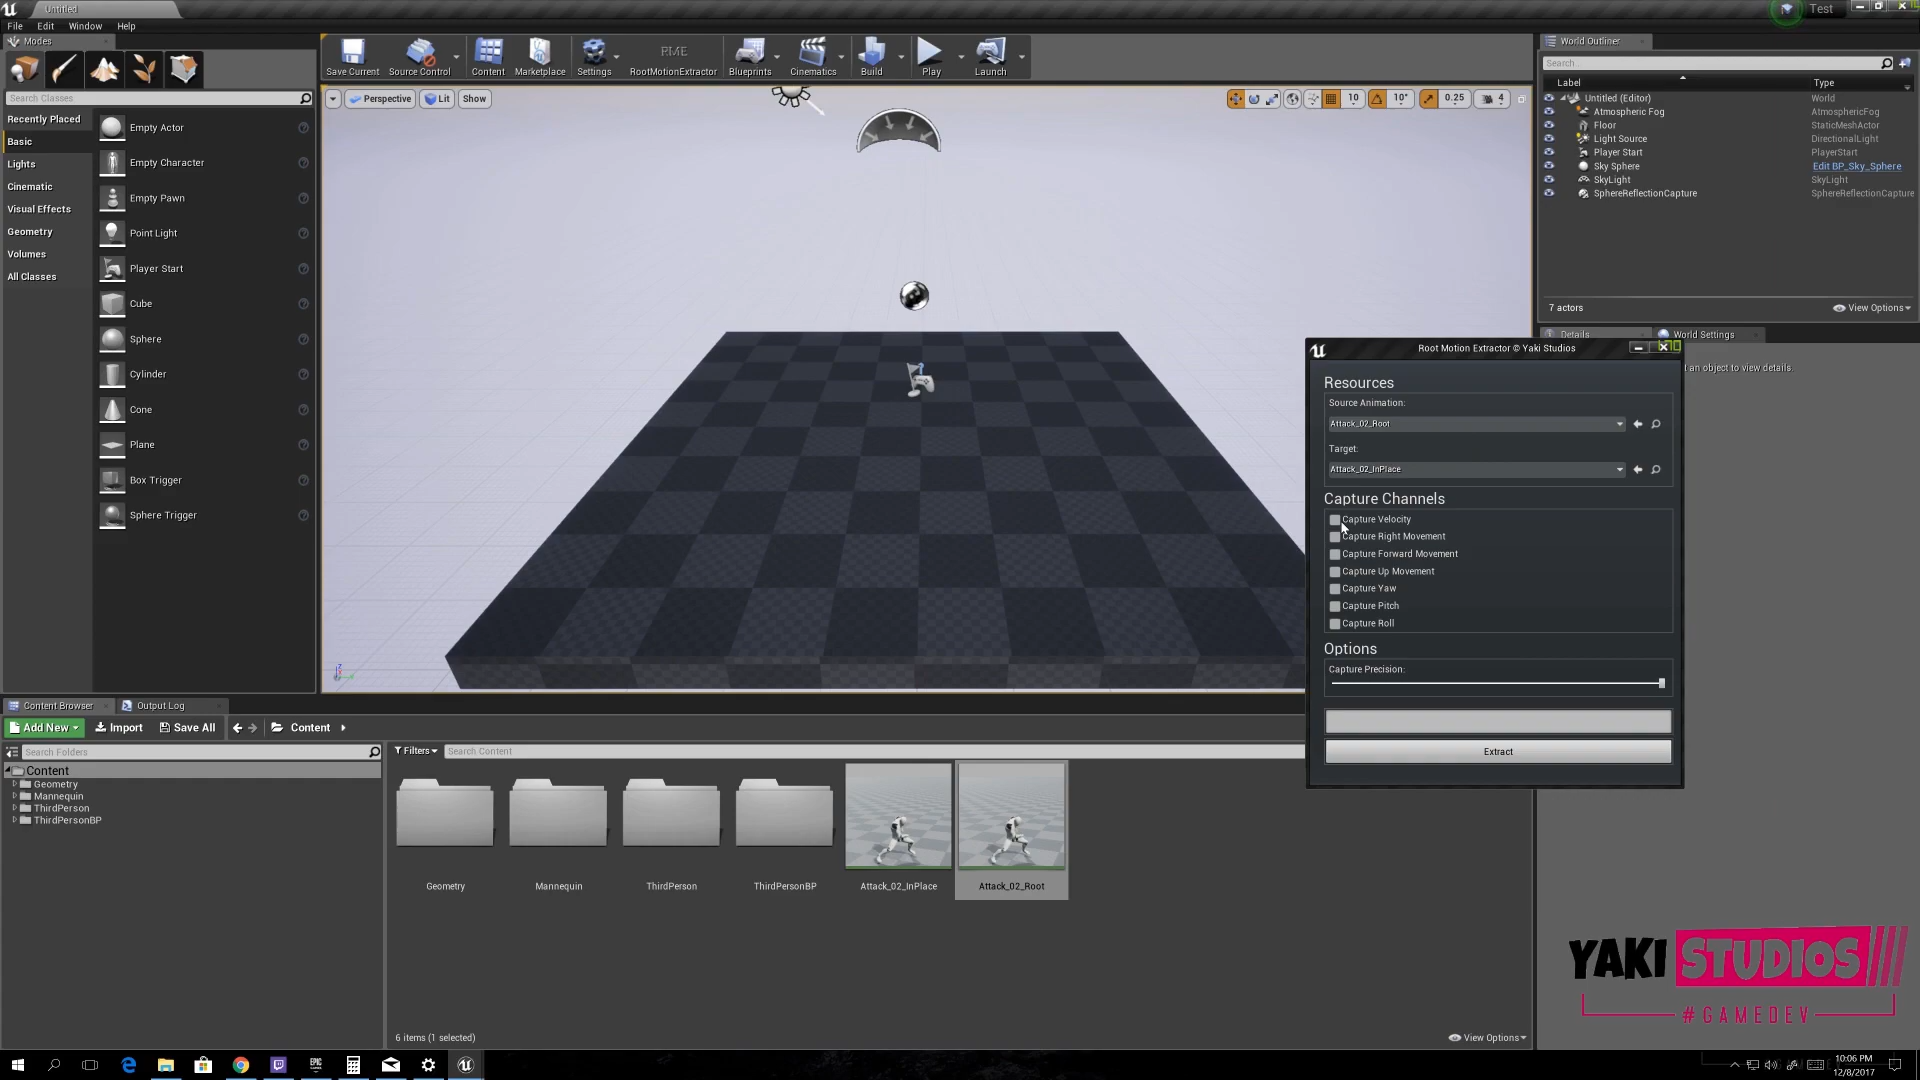 Untitled
Test
File Edit Window Help
Modes
Search Classes
Recently Placed
Basic
Lights
Cinematic
Visual Effects
Geometry
Volumes
All Classes
Empty Actor
Empty Character
Empty Pawn
Point Light
Player Start
Cube
Sphere
Cylinder
Cone
Plane
Box Trigger
Sphere Trigger
Save Current
Source Control
Content
Marketplace
Settings
RME
RootMotionExtractor
Blueprints
Cinematics
Build
Play
Launch
Perspective
Lit
Show
10
10°
0.25
4
World Outliner
Search...
Label Type
Untitled (Editor) World
Atmospheric Fog AtmosphericFog
Floor StaticMeshActor
Light Source DirectionalLight
Player Start PlayerStart
Sky Sphere Edit BP_Sky_Sphere
SkyLight SkyLight
SphereReflectionCapture SphereReflectionCapture
7 actors
View Options
Details
World Settings
t an object to view details.
Root Motion Extractor © Yaki Studios
Resources
Source Animation:
Attack_02_Root
Target:
Attack_02_InPlace
Capture Channels
Capture Velocity
Capture Right Movement
Capture Forward Movement
Capture Up Movement
Capture Yaw
Capture Pitch
Capture Roll
Options
Capture Precision:
Extract
Content Browser
Output Log
Add New
Import
Save All
Content
Search Folders
Content
Geometry
Mannequin
ThirdPerson
ThirdPersonBP
Filters
Search Content
Geometry
Mannequin
ThirdPerson
ThirdPersonBP
Attack_02_InPlace
Attack_02_Root
6 items (1 selected)
View Options
YAKI STUDIOS
#GAMEDEV
EPIC
GAMES
10:06 PM
12/8/2017